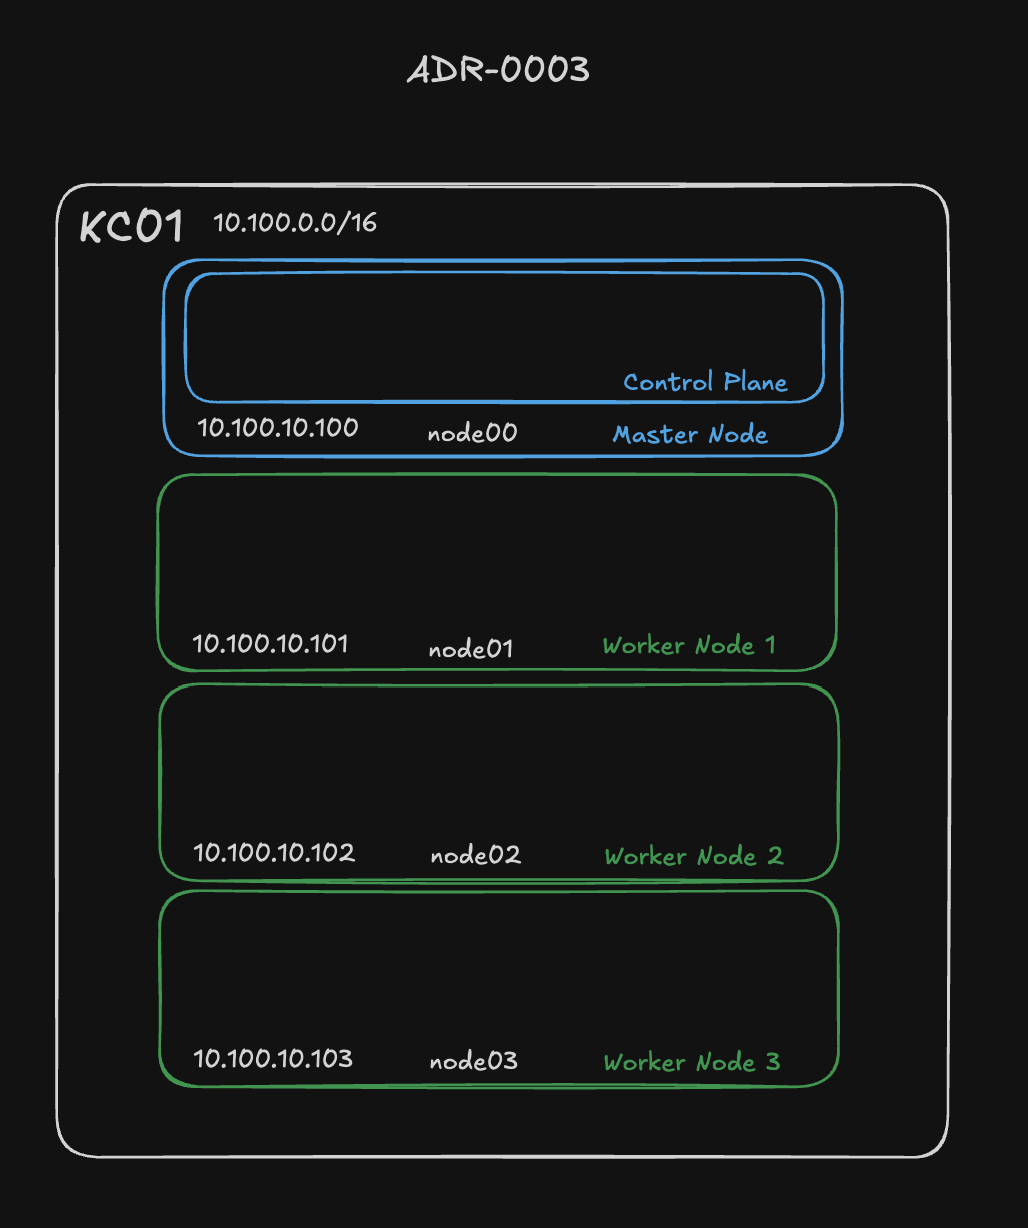 ADR-0003
KC01 10.100.0.0/16
Control Plane
10.100.10.100 node00 Master Node
10.100.10.101 node01 Worker Node 1
10.100.10.102 node02 Worker Node 2
10.100.10.103 node03 Worker Node 3